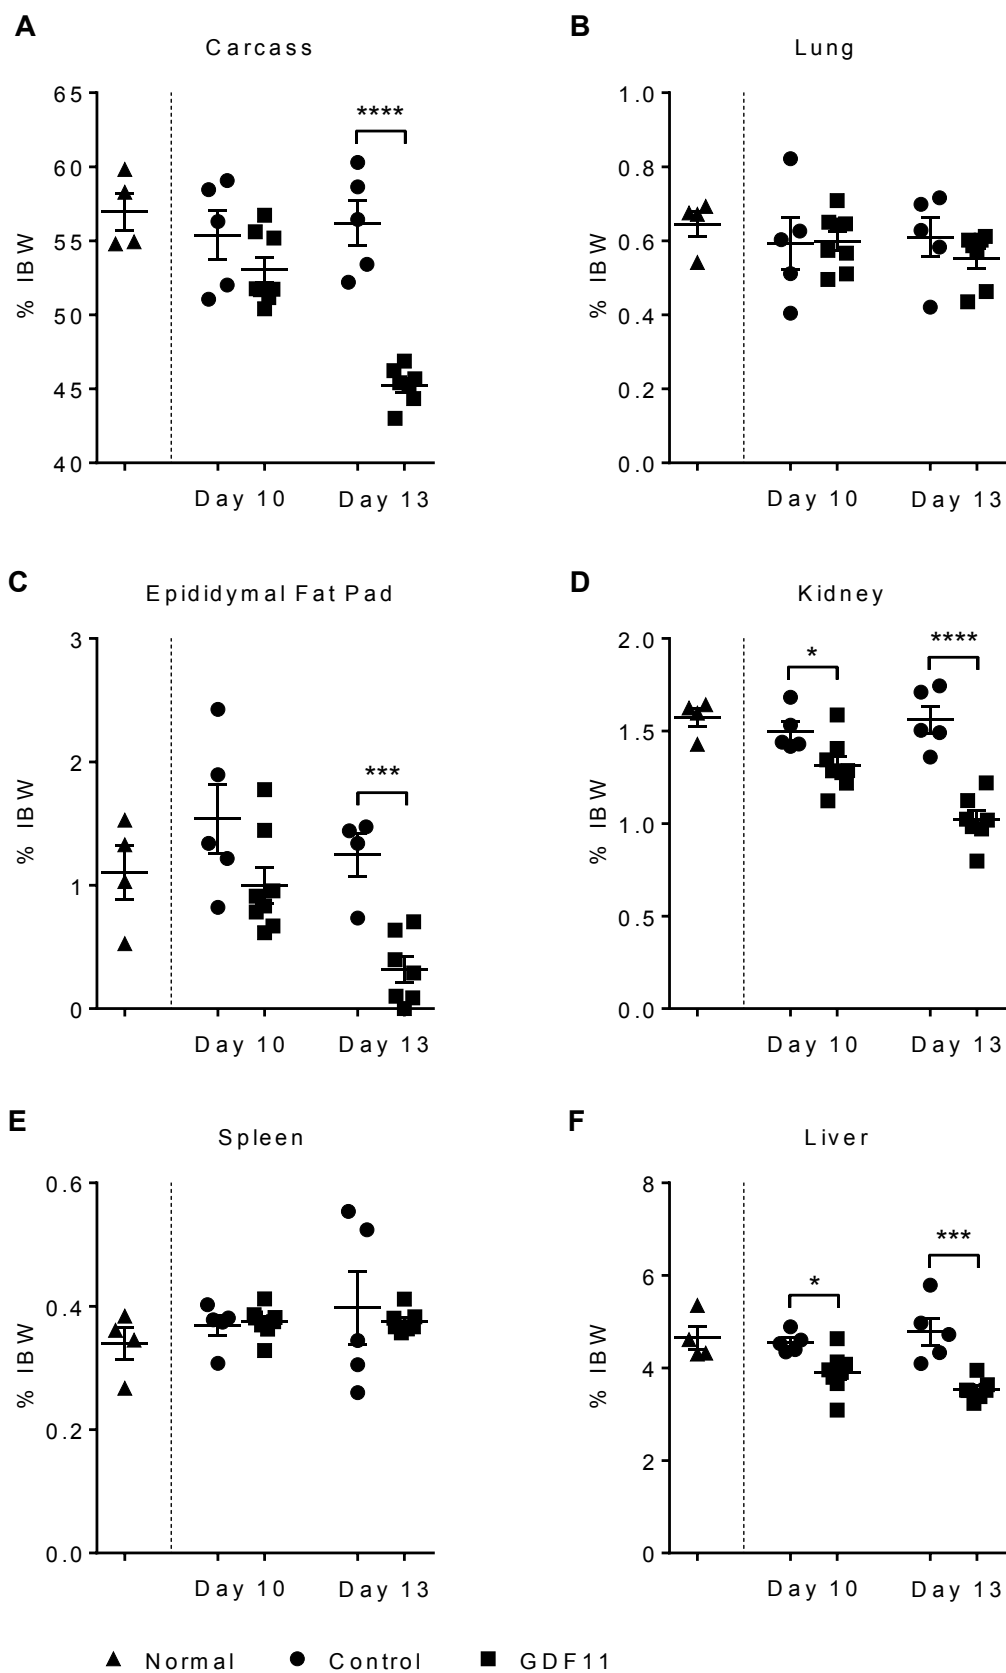 A
Carcass
65
60
55
50
45
40
% IBW
****
Day 10
Day 13
B
Lung
1.0
0.8
0.6
0.4
0.2
0.0
% IBW
Day 10
Day 13
C
Epididymal Fat Pad
3
2
1
0
% IBW
***
Day 10
Day 13
D
Kidney
2.0
1.5
1.0
0.5
0.0
% IBW
*
****
Day 10
Day 13
E
Spleen
0.6
0.4
0.2
0.0
% IBW
Day 10
Day 13
F
Liver
8
6
4
2
0
% IBW
*
***
Day 10
Day 13
Normal
Control
GDF11